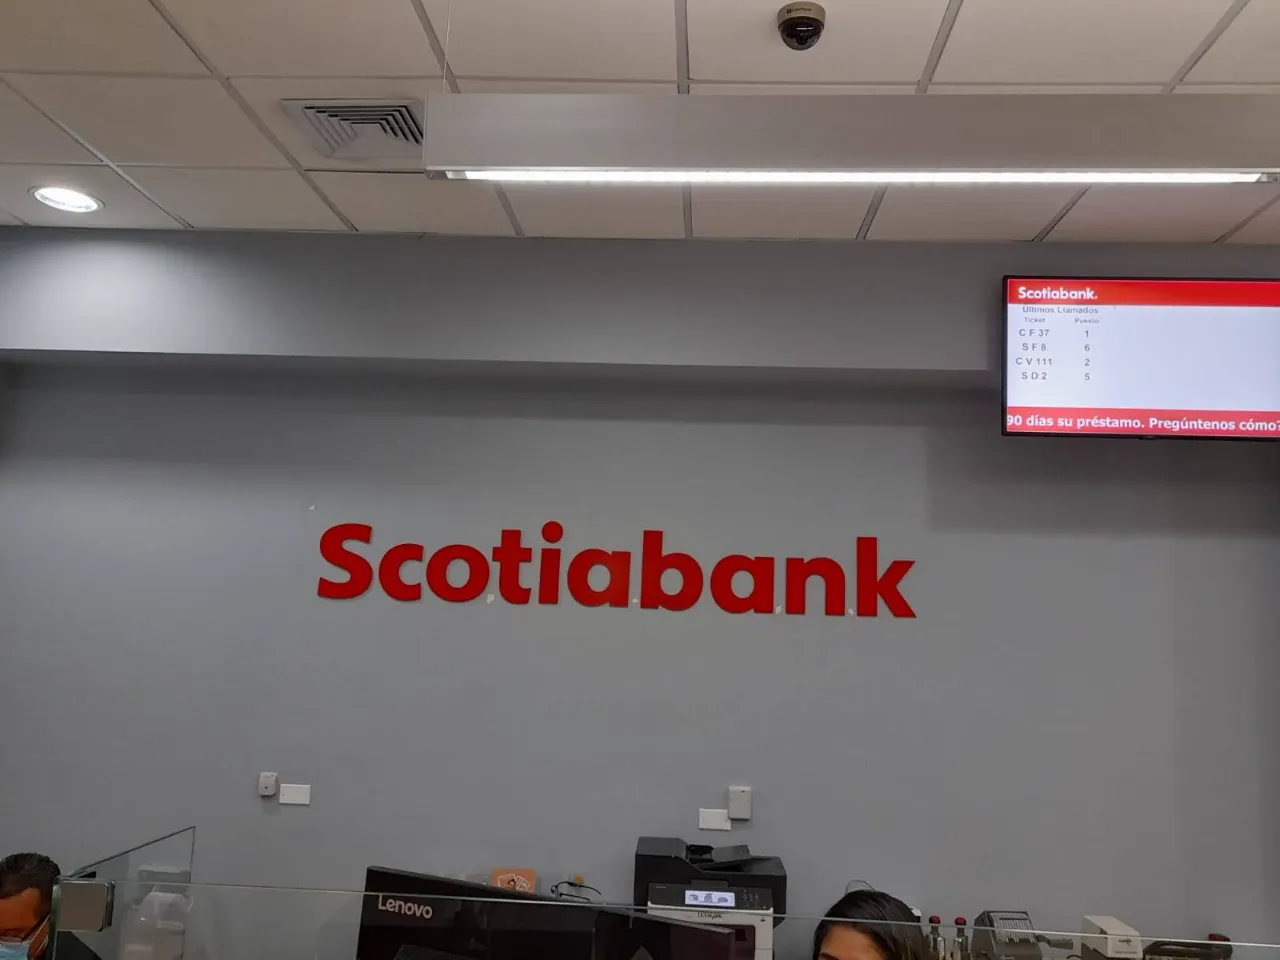 Scotiabank.
Últimos Llamados
Ticket Puesto
C F 37 1
S F 8 6
C V 111 2
S D 2 5
90 días su préstamo. Pregúntenos cómo?
Scotiabank
Lenovo
LEXMARK